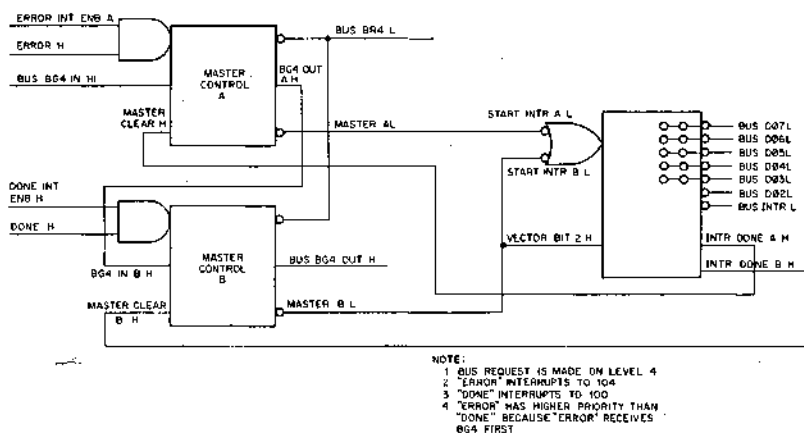 ERROR INT ENB A
ERROR H
BUS BG4 IN HI
MASTER CONTROL A
MASTER CLEAR H
BUS BR4 L
BG4 OUT A H
MASTER AL
START INTR A L
START INTR B L
BUS D07L
BUS D06L
BUS D05L
BUS D04L
BUS D03L
BUS D02L
BUS INTR L
DONE INT ENB H
DONE H
MASTER CONTROL B
BG4 IN B H
BUS BG4 OUT H
VECTOR BIT 2 H
INTR DONE A H
INTR DONE B H
MASTER CLEAR B H
MASTER B L
NOTE:
1 BUS REQUEST IS MADE ON LEVEL 4
2 "ERROR" INTERRUPTS TO 104
3 "DONE" INTERRUPTS TO 100
4 "ERROR" HAS HIGHER PRIORITY THAN
"DONE" BECAUSE "ERROR" RECEIVES
BG4 FIRST